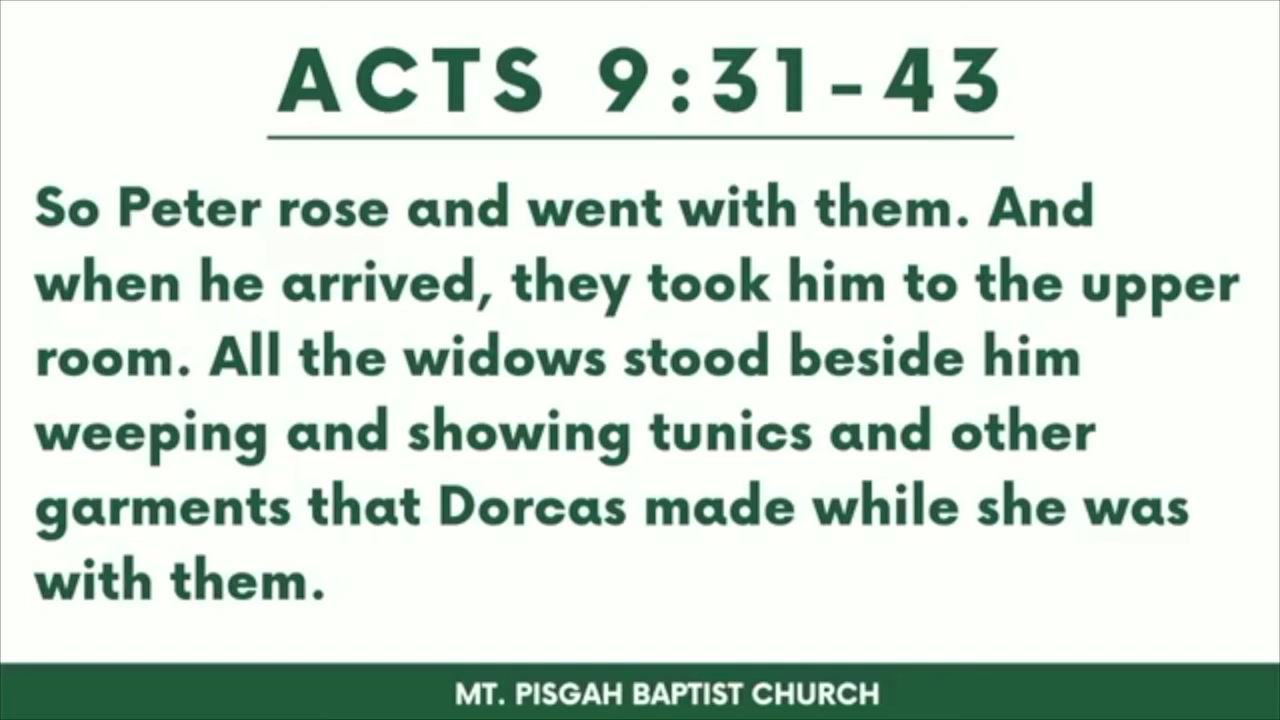 ACTS 9:31-43
So Peter rose and went with them. And
when he arrived, they took him to the upper
room. All the widows stood beside him
weeping and showing tunics and other
garments that Dorcas made while she was
with them.
MT. PISGAH BAPTIST CHURCH